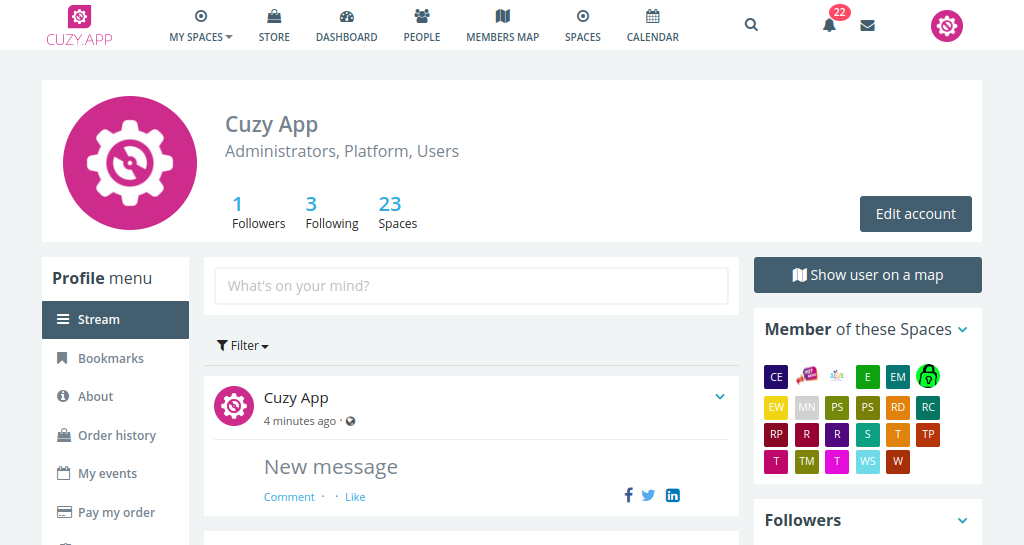 CUZY.APP
MY SPACES
STORE
DASHBOARD
PEOPLE
MEMBERS MAP
SPACES
CALENDAR
22
Cuzy App
Administrators, Platform, Users
1 3 23
Followers Following Spaces
Edit account
Profile menu
Stream
Bookmarks
About
Order history
My events
Pay my order
What's on your mind?
Filter
Cuzy App
4 minutes ago ·
New message
Comment · · Like
Show user on a map
Member of these Spaces
CE E EM
EW MN PS PS RD RC
RP R R S T TP
T TM T WS W
Followers